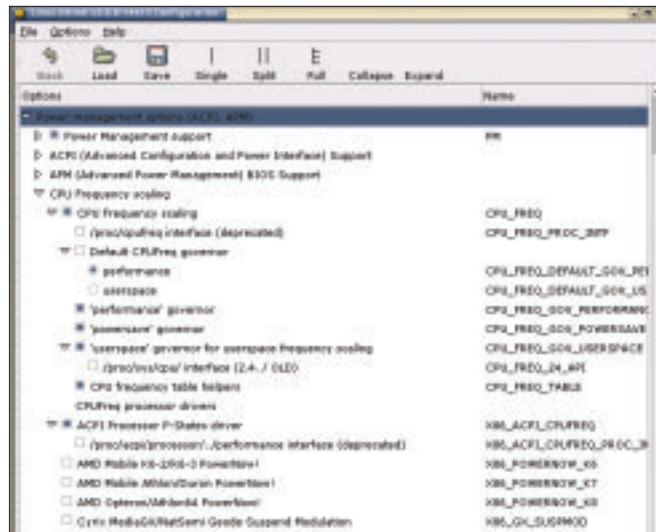 File Options Help
Back Load Save Single Split Full Collapse Expand
Options Name
Power management options (ACPI, APM)
Power Management support PM
ACPI (Advanced Configuration and Power Interface) Support
APM (Advanced Power Management) BIOS Support
CPU Frequency scaling
CPU Frequency scaling CPU_FREQ
/proc/cpufreq interface (deprecated) CPU_FREQ_PROC_INTF
Default CPUFreq governor
performance CPU_FREQ_DEFAULT_GOV_PE
userspace CPU_FREQ_DEFAULT_GOV_US
'performance' governor CPU_FREQ_GOV_PERFORMANC
'powersave' governor CPU_FREQ_GOV_POWERSAVE
'userspace' governor for userspace frequency scaling CPU_FREQ_GOV_USERSPACE
/proc/sys/cpu/ interface (2.4. / OLD) CPU_FREQ_24_API
CPU frequency table helpers CPU_FREQ_TABLE
CPUFreq processor drivers
ACPI Processor P-States driver X86_ACPI_CPUFREQ
/proc/acpi/processor/../performance interface (deprecated) X86_ACPI_CPUFREQ_PROC_IN
AMD Mobile K6-2/K6-3 PowerNow! X86_POWERNOW_K6
AMD Mobile Athlon/Duron PowerNow! X86_POWERNOW_K7
AMD Opteron/Athlon64 PowerNow! X86_POWERNOW_K8
Cyrix MediaGX/NatSemi Geode Suspend Modulation X86_GX_SUSPMOD